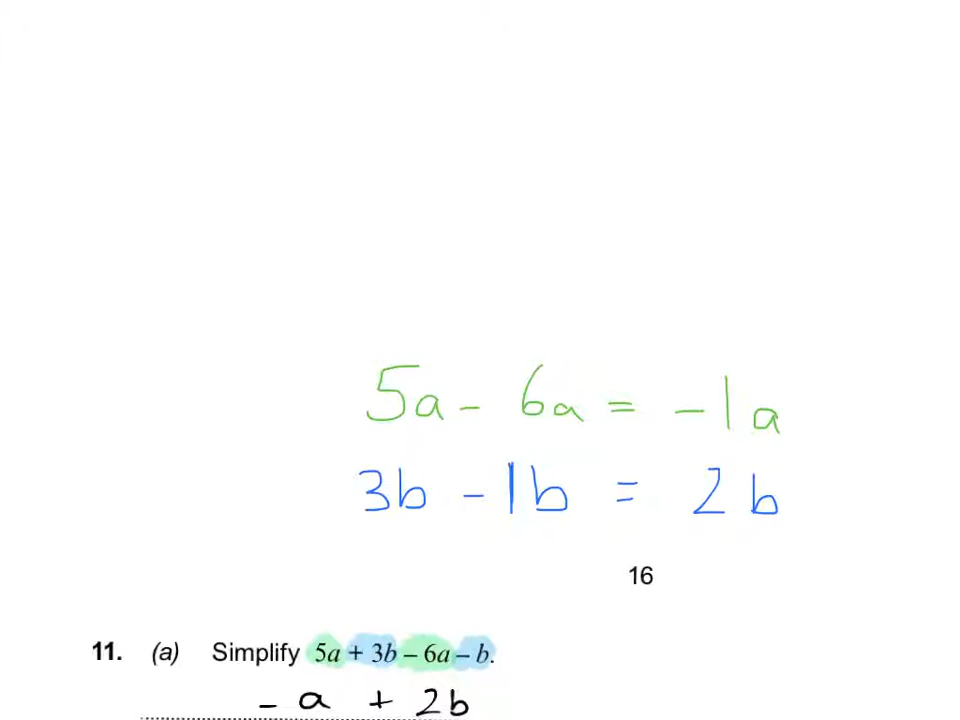 5a - 6a = -1a
3b - 1b = 2b
16
11. (a) Simplify 5a + 3b – 6a – b.
- a + 2b